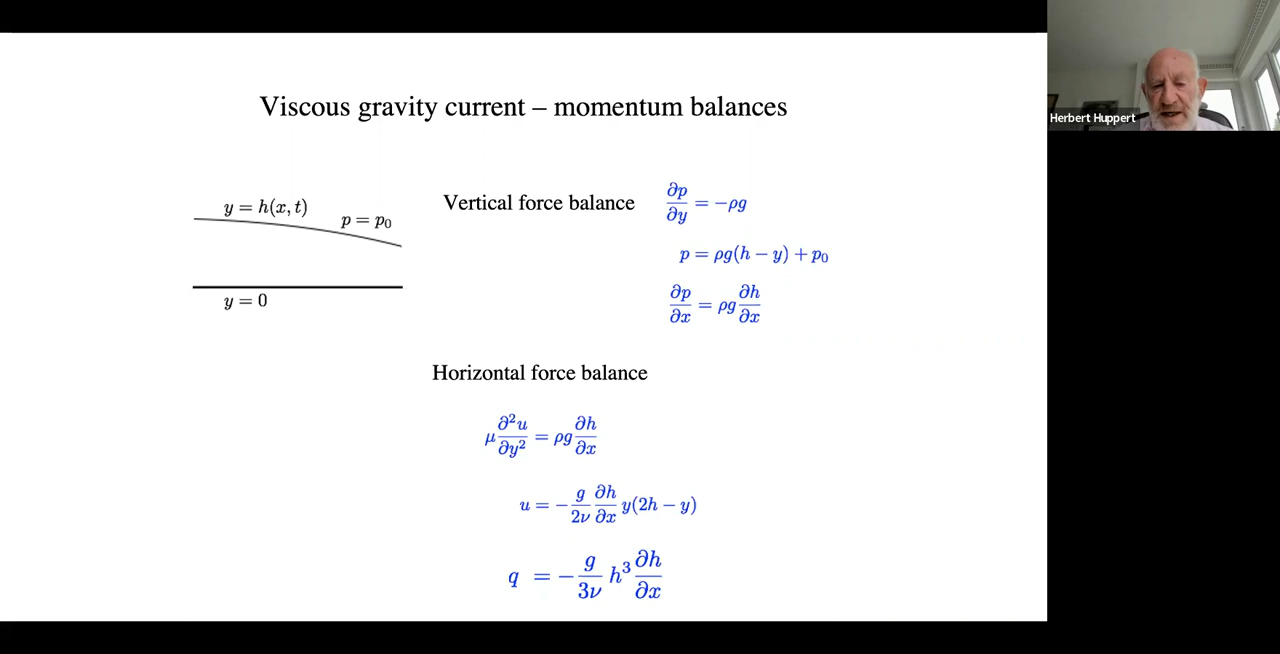 Viscous gravity current – momentum balances
Herbert Huppert
y = h(x, t)
p = p₀
y = 0
Vertical force balance
∂p/∂y = −ρg
p = ρg(h − y) + p₀
∂p/∂x = ρg ∂h/∂x
Horizontal force balance
μ ∂²u/∂y² = ρg ∂h/∂x
u = − g/2ν ∂h/∂x y(2h − y)
q = − g/3ν h³ ∂h/∂x